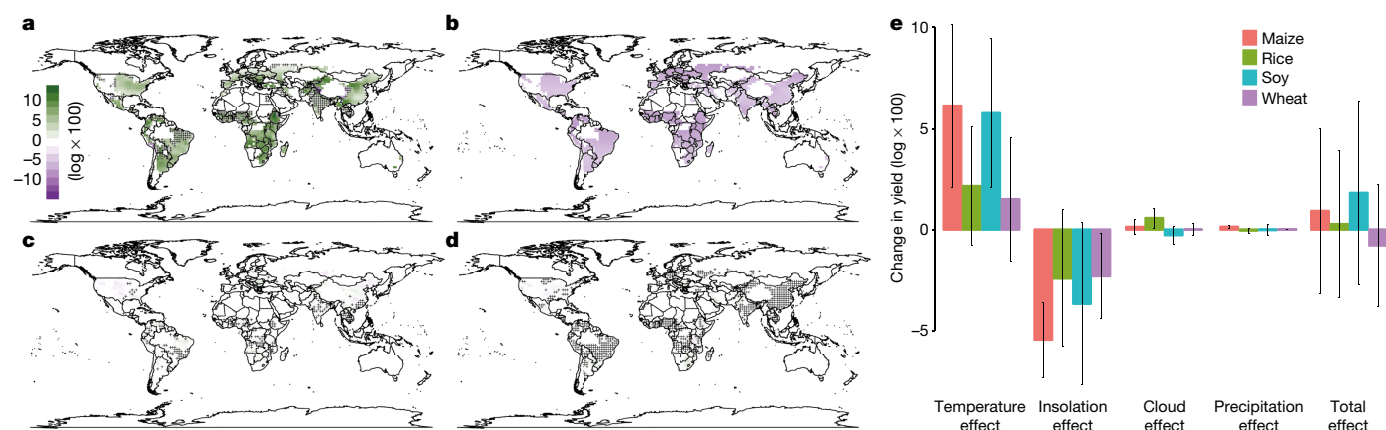 a
10
5
0
−5
−10
(log × 100)
b
c
d
e
Change in yield (log × 100)
10
5
0
−5
Maize
Rice
Soy
Wheat
Temperature
effect
Insolation
effect
Cloud
effect
Precipitation
effect
Total
effect